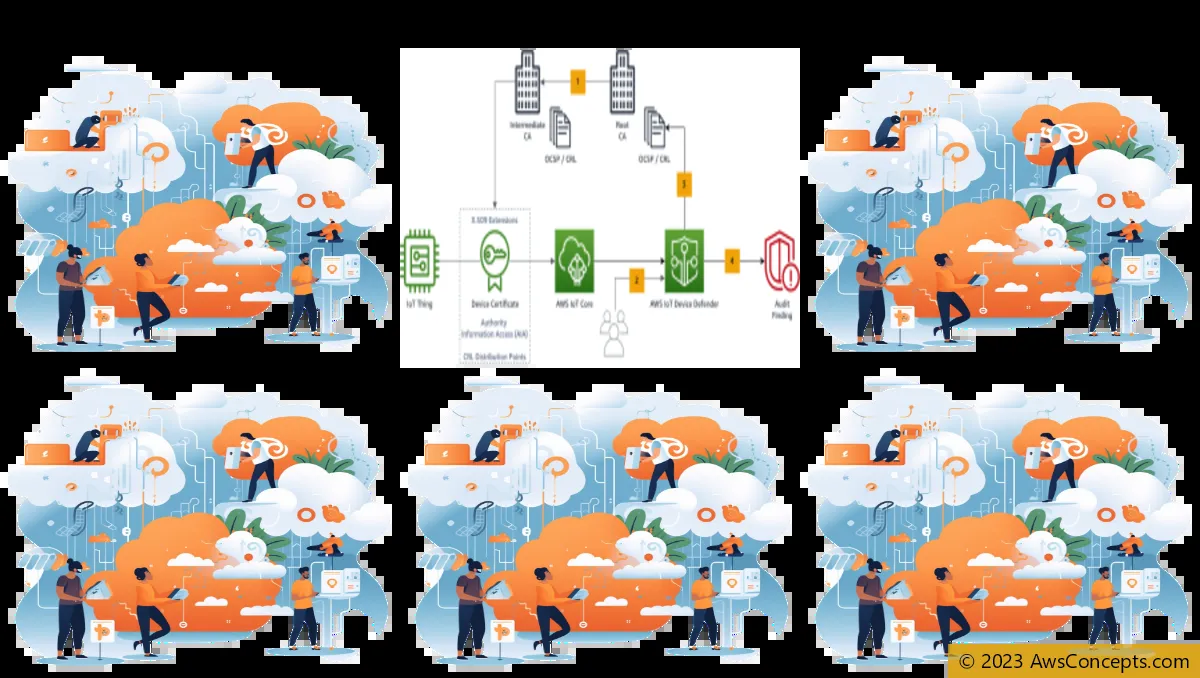 1
Intermediate
CA
Root
CA
OCSP / CRL
OCSP / CRL
3
X.509 Extensions
2
4
IoT Thing
Device Certificate
AWS IoT Core
AWS IoT Device Defender
Audit
Finding
Authority
Information Access (AIA)
CRL Distribution Points
© 2023 AwsConcepts.com